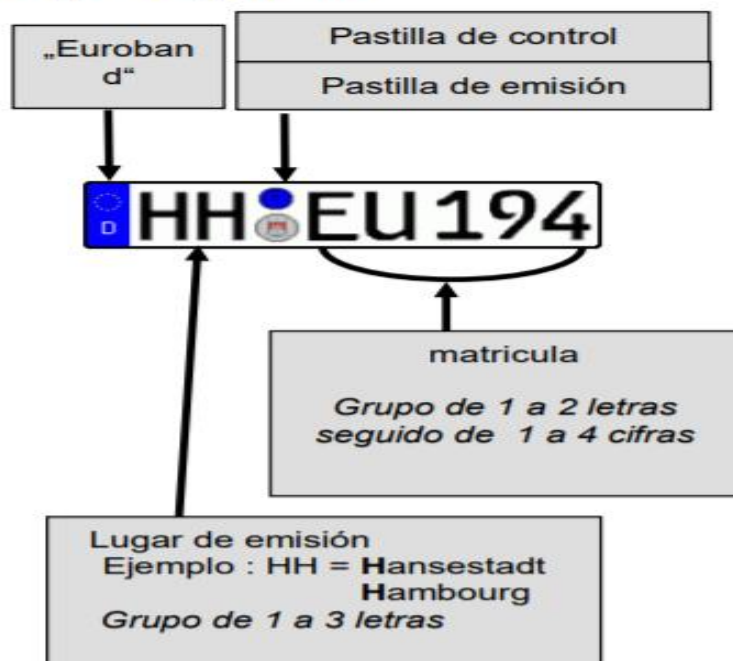 „Euroban
d“
Pastilla de control
Pastilla de emisión
D HH EU 194
matricula
Grupo de 1 a 2 letras
seguido de 1 a 4 cifras
Lugar de emisión
Ejemplo : HH = Hansestadt
Hambourg
Grupo de 1 a 3 letras